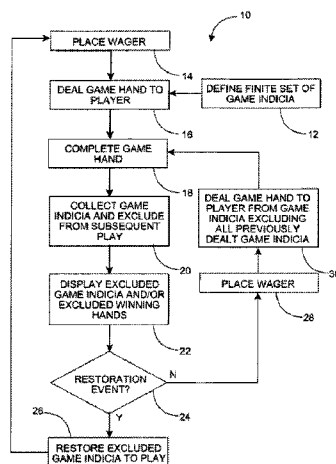 10
PLACE WAGER
14
DEAL GAME HAND TO
PLAYER
16
DEFINE FINITE SET OF
GAME INDICIA
12
COMPLETE GAME
HAND
18
COLLECT GAME
INDICIA AND EXCLUDE
FROM SUBSEQUENT
PLAY
20
DEAL GAME HAND TO
PLAYER FROM GAME
INDICIA EXCLUDING
ALL PREVIOUSLY
DEALT GAME INDICIA
30
DISPLAY EXCLUDED
GAME INDICIA AND/OR
EXCLUDED WINNING
HANDS
22
PLACE WAGER
28
RESTORATION
EVENT?
N
24
Y
26
RESTORE EXCLUDED
GAME INDICIA TO PLAY